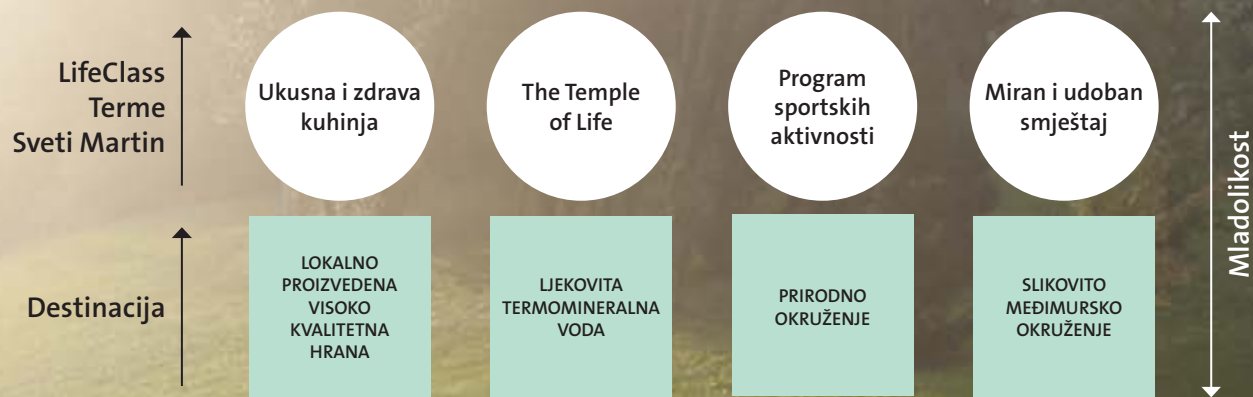 LifeClass
Terme
Sveti Martin
Ukusna i zdrava
kuhinja
The Temple
of Life
Program
sportskih
aktivnosti
Miran i udoban
smještaj
Destinacija
LOKALNO
PROIZVEDENA
VISOKO
KVALITETNA
HRANA
LJEKOVITA
TERMOMINERALNA
VODA
PRIRODNO
OKRUŽENJE
SLIKOVITO
MEĐIMURSKO
OKRUŽENJE
Mladolikost